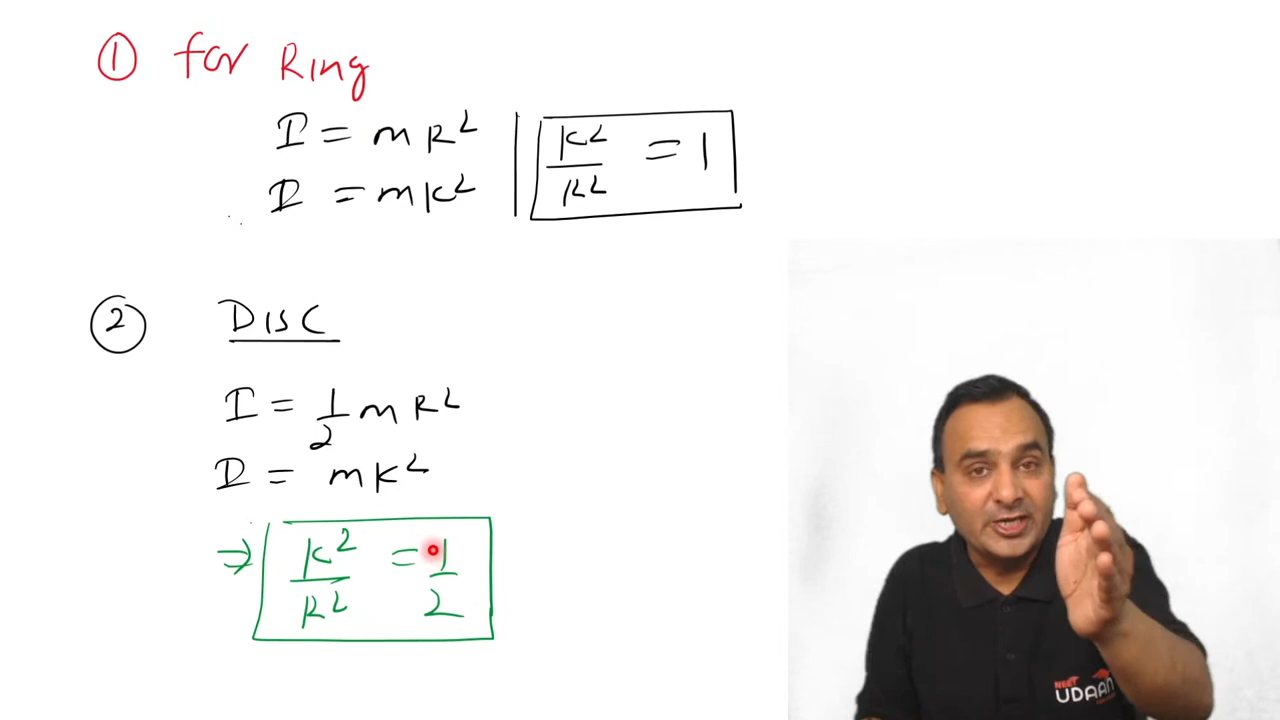 ① For Ring
I = mR²
I = mK²
K²/R² = 1
② DISC
I = 1/2 mR²
I = mK²
⇒ K²/R² = 1/2
NEET
UDAAN